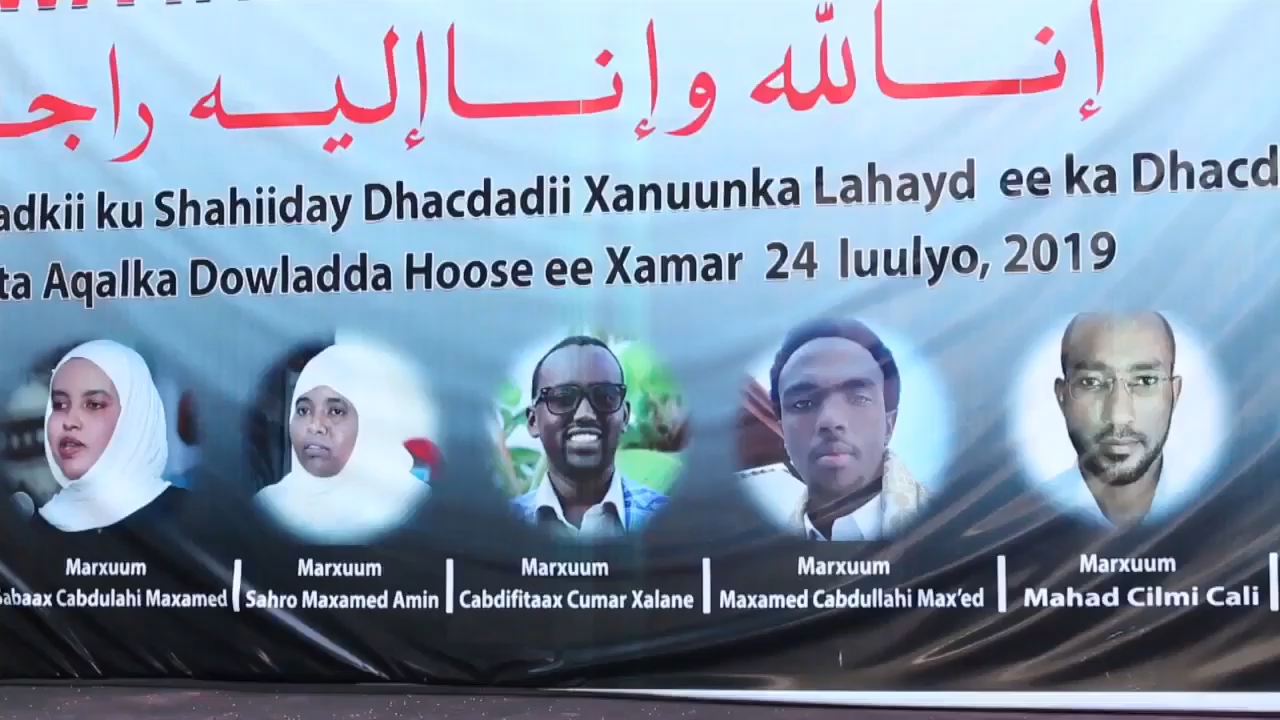 إنا لله وإنا إليه راجـ
adkii ku Shahiiday Dhacdadii Xanuunka Lahayd ee ka Dhacd
ta Aqalka Dowladda Hoose ee Xamar 24 luulyo, 2019
Marxuum
Sabaax Cabdulahi Maxamed
Marxuum
Sahro Maxamed Amin
Marxuum
Cabdifitaax Cumar Xalane
Marxuum
Maxamed Cabdullahi Max'ed
Marxuum
Mahad Cilmi Cali